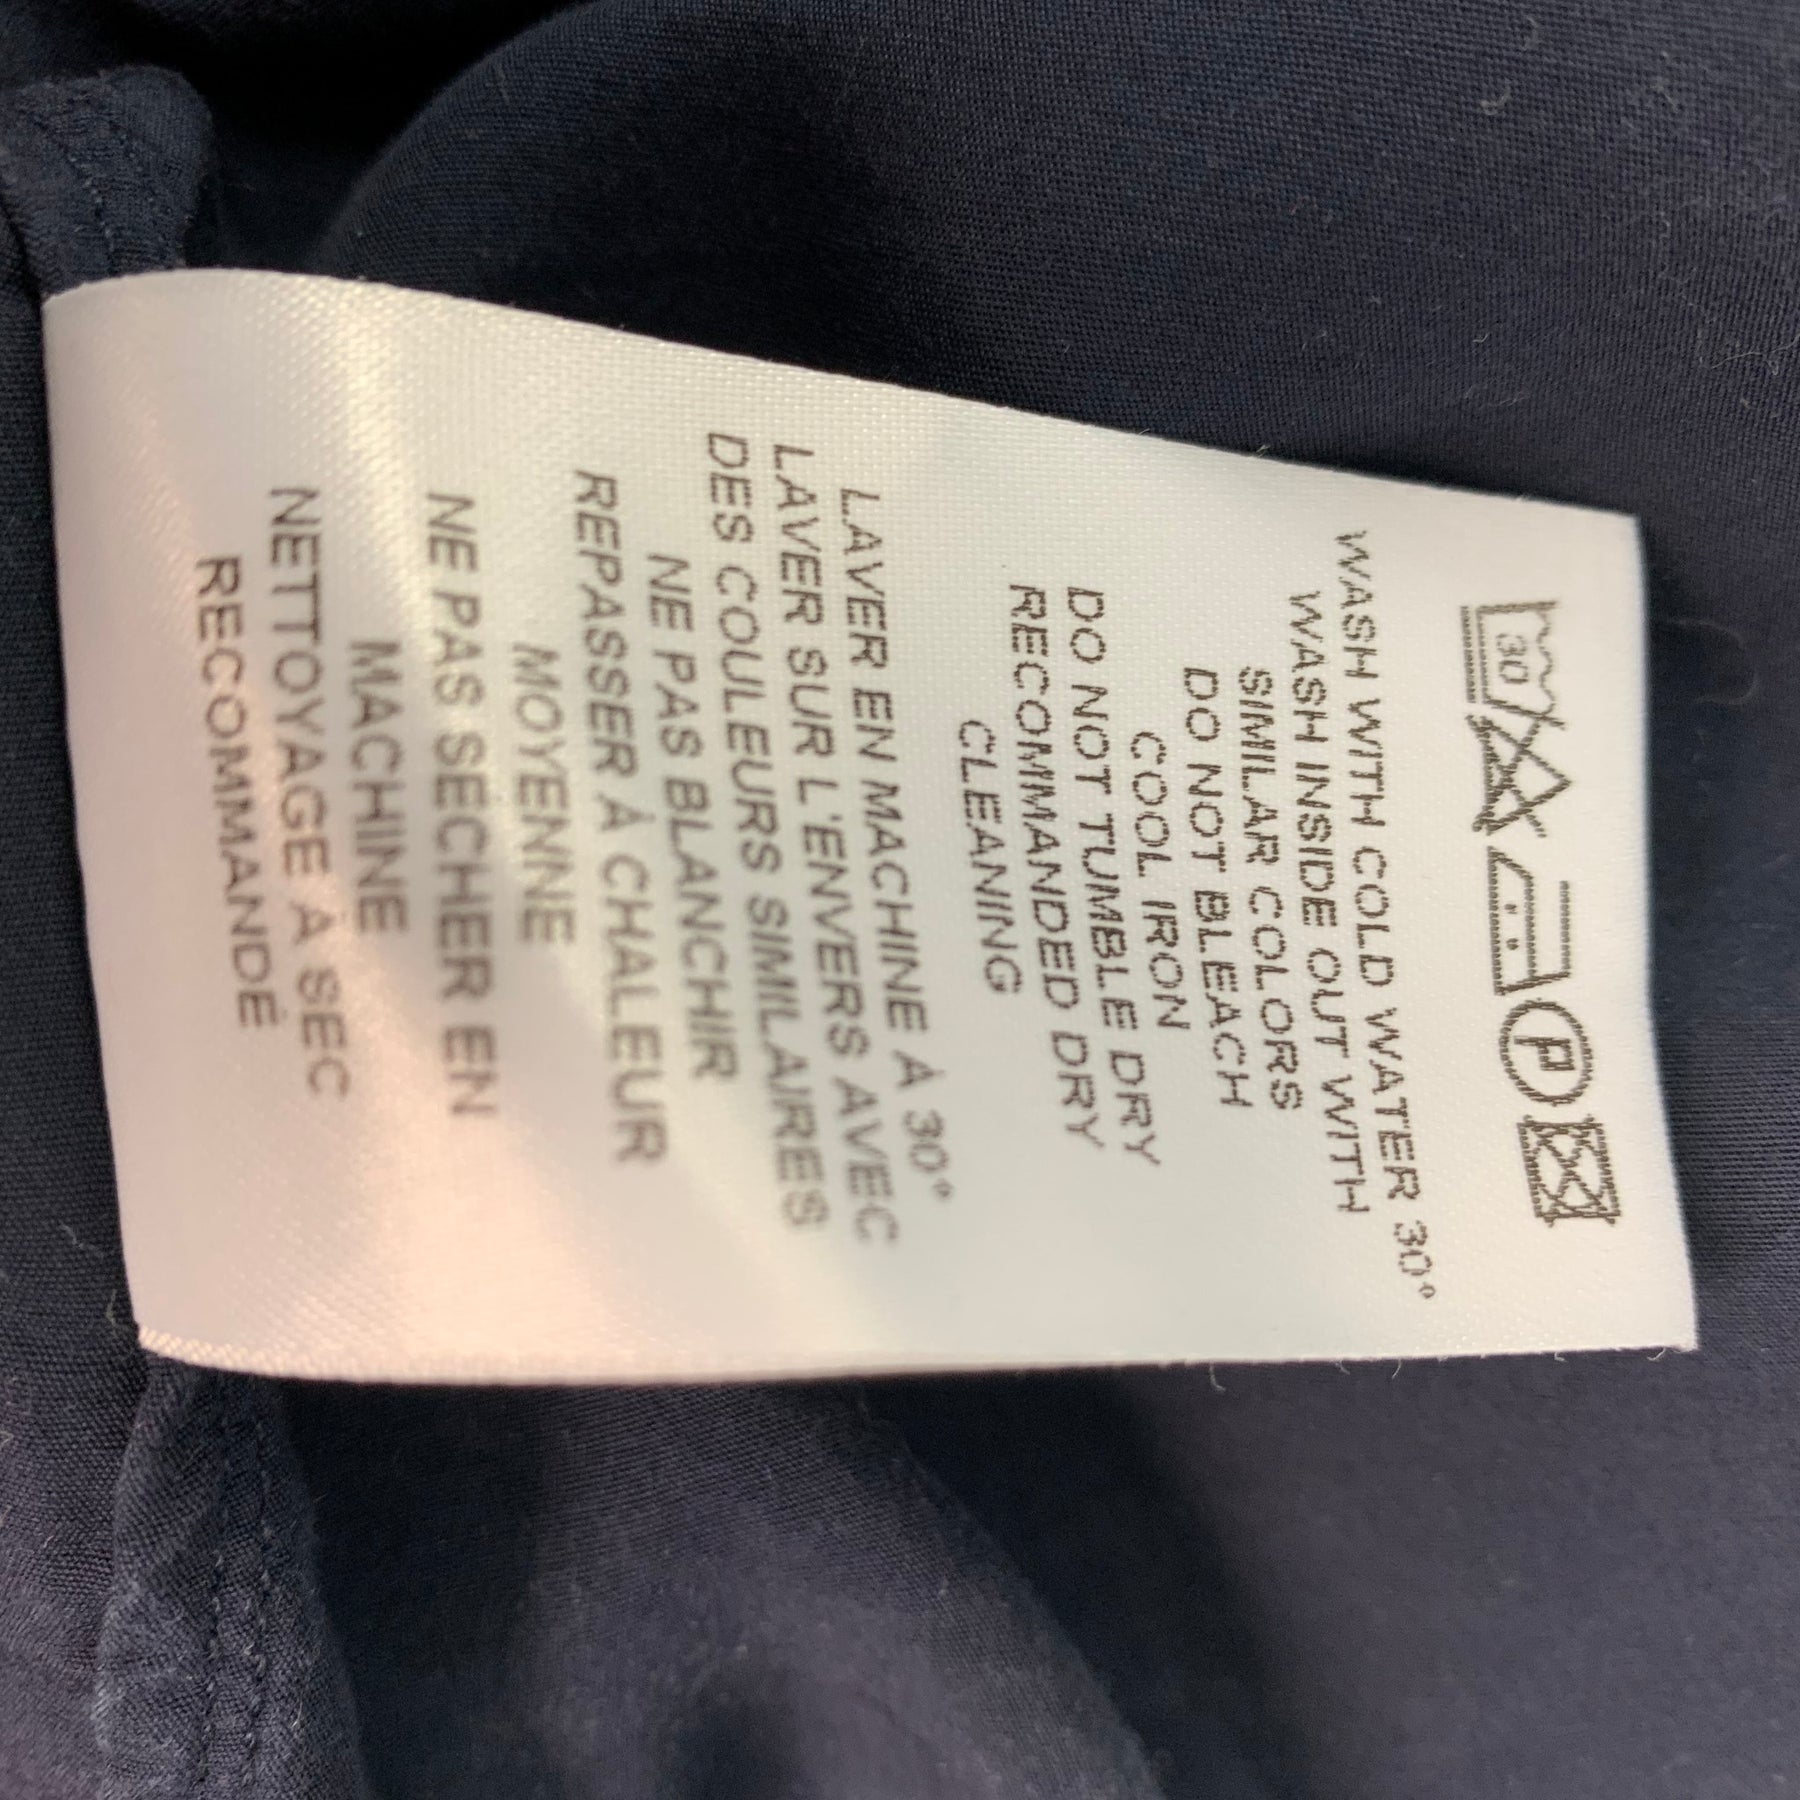 30 P
WASH WITH COLD WATER 30°
WASH INSIDE OUT WITH
SIMILAR COLORS
DO NOT BLEACH
COOL IRON
DO NOT TUMBLE DRY
RECOMMANDED DRY
CLEANING
LAVER EN MACHINE À 30°
LAVER SUR L'ENVERS AVEC
DES COULEURS SIMILAIRES
NE PAS BLANCHIR
REPASSER À CHALEUR
MOYENNE
NE PAS SÉCHER EN
MACHINE
NETTOYAGE À SEC
RECOMMANDÉ